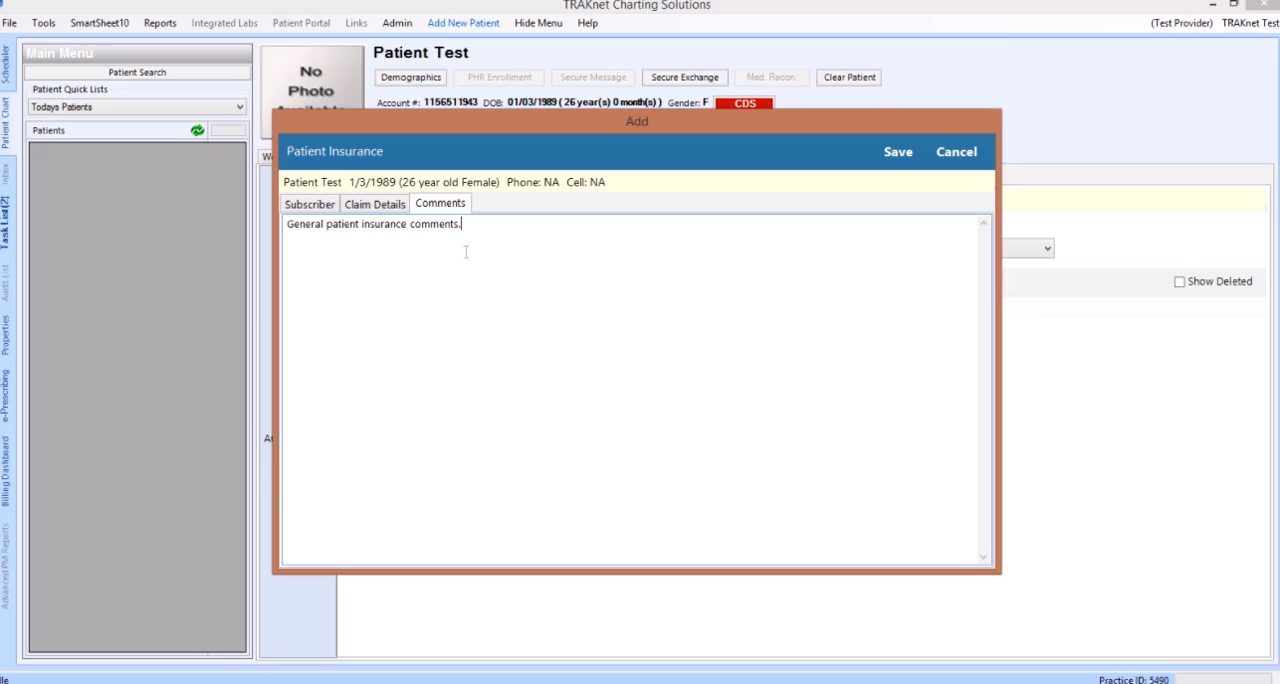 TRAKnet Charting Solutions
File Tools SmartSheet10 Reports Integrated Labs Patient Portal Links Admin Add New Patient Hide Menu Help (Test Provider) TRAKnet Test
Scheduler
Patient Chart
Inbox
Task List(2)
Audit List
Properties
e-Prescribing
Billing Dashboard
Advanced PM Reports
Main Menu
Patient Search
Patient Quick Lists
Todays Patients
Patients
No
Photo
Patient Test
Demographics PHR Enrollment Secure Message Secure Exchange Med. Recon. Clear Patient
Account #: 1156511943 DOB: 01/03/1989 ( 26 year(s) 0 month(s) ) Gender: F CDS
Add
Patient Insurance Save Cancel
Patient Test 1/3/1989 (26 year old Female) Phone: NA Cell: NA
Subscriber Claim Details Comments
General patient insurance comments.
Show Deleted
Practice ID: 5490